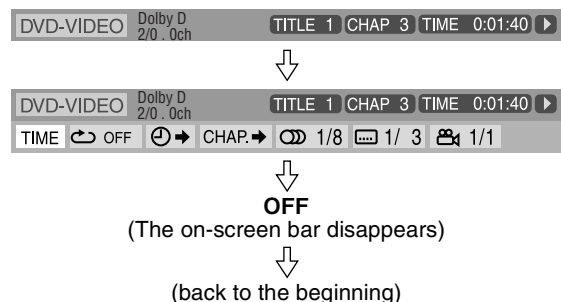 DVD-VIDEO Dolby D 2/0 . 0ch TITLE 1 CHAP 3 TIME 0:01:40
DVD-VIDEO Dolby D 2/0 . 0ch TITLE 1 CHAP 3 TIME 0:01:40
TIME OFF CHAP. 1/8 1/ 3 1/1
OFF
(The on-screen bar disappears)
(back to the beginning)